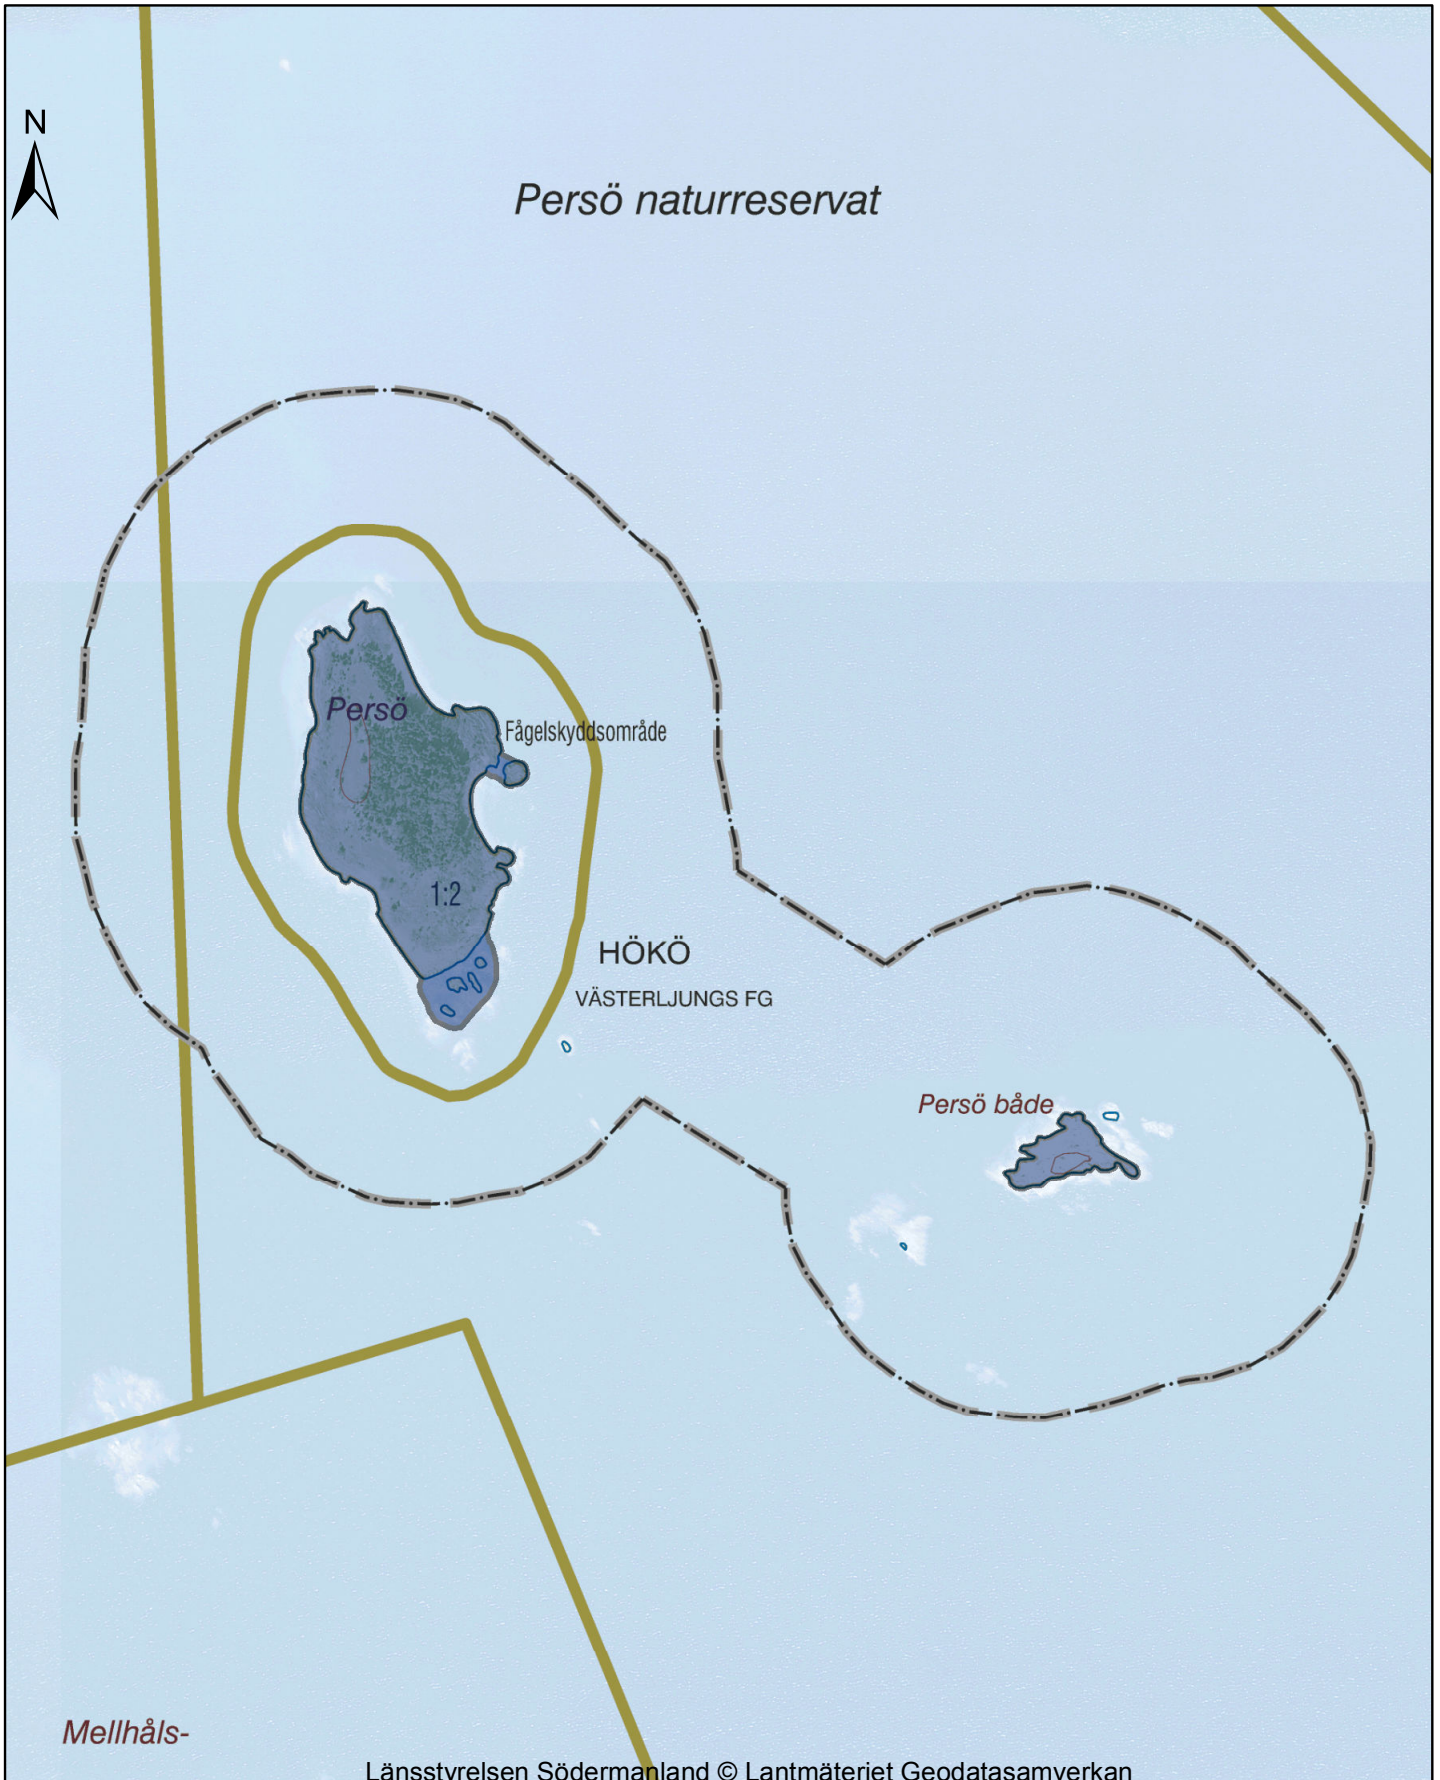 N
Persö naturreservat
Persö
Fågelskyddsområde
1:2
HÖKÖ
VÄSTERLJUNGS FG
Persö både
Mellhåls-
Länsstyrelsen Södermanland © Lantmäteriet Geodatasamverkan